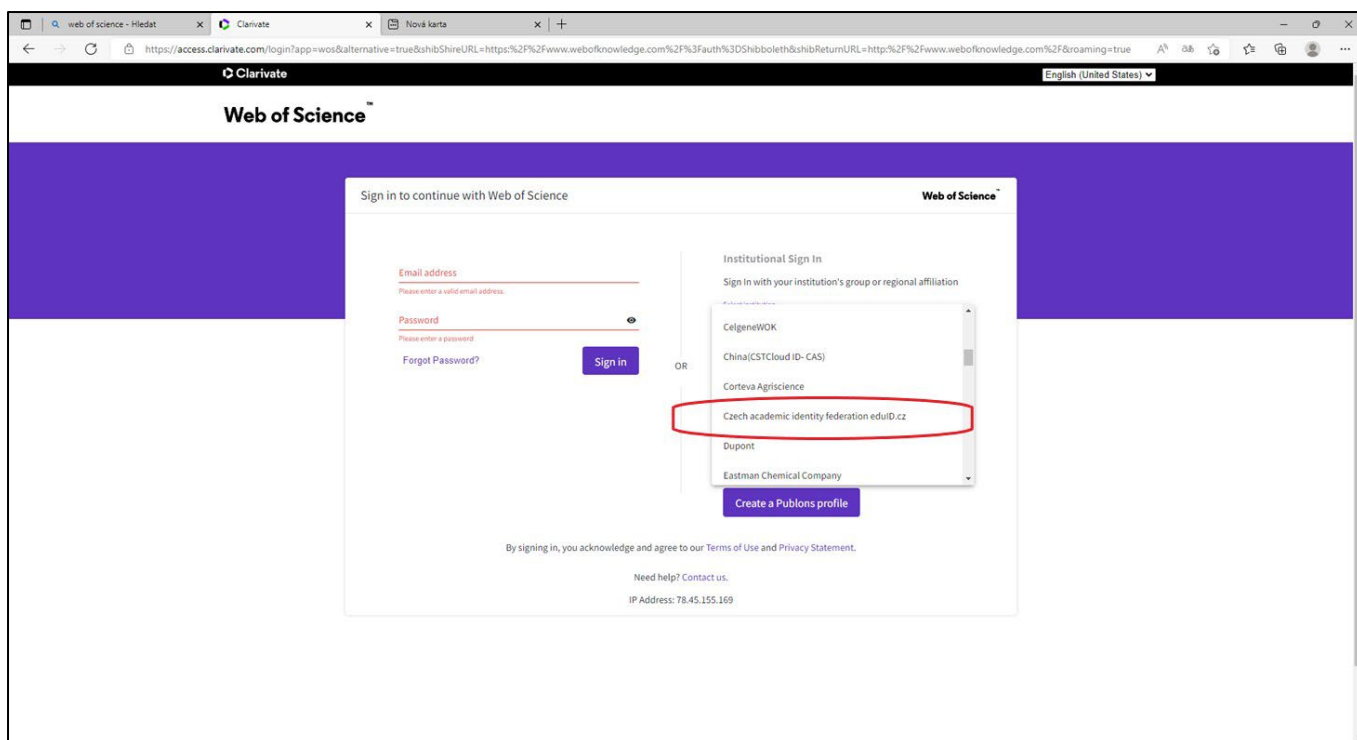 web of science - Hledat
Clarivate
Nová karta
https://access.clarivate.com/login?app=wos&alternative=true&shibShireURL=https:%2F%2Fwww.webofknowledge.com%2F%3Fauth%3DShibboleth&shibReturnURL=http:%2F%2Fwww.webofknowledge.com%2F&roaming=true
Clarivate
English (United States)
Web of Science™
Sign in to continue with Web of Science
Web of Science™
Email address
Please enter a valid email address.
Password
Please enter a password
Forgot Password?
Sign in
OR
Institutional Sign In
Sign In with your institution's group or regional affiliation
CelgeneWOK
China(CSTCloud ID- CAS)
Corteva Agriscience
Czech academic identity federation eduID.cz
Dupont
Eastman Chemical Company
Create a Publons profile
By signing in, you acknowledge and agree to our Terms of Use and Privacy Statement.
Need help? Contact us.
IP Address: 78.45.155.169